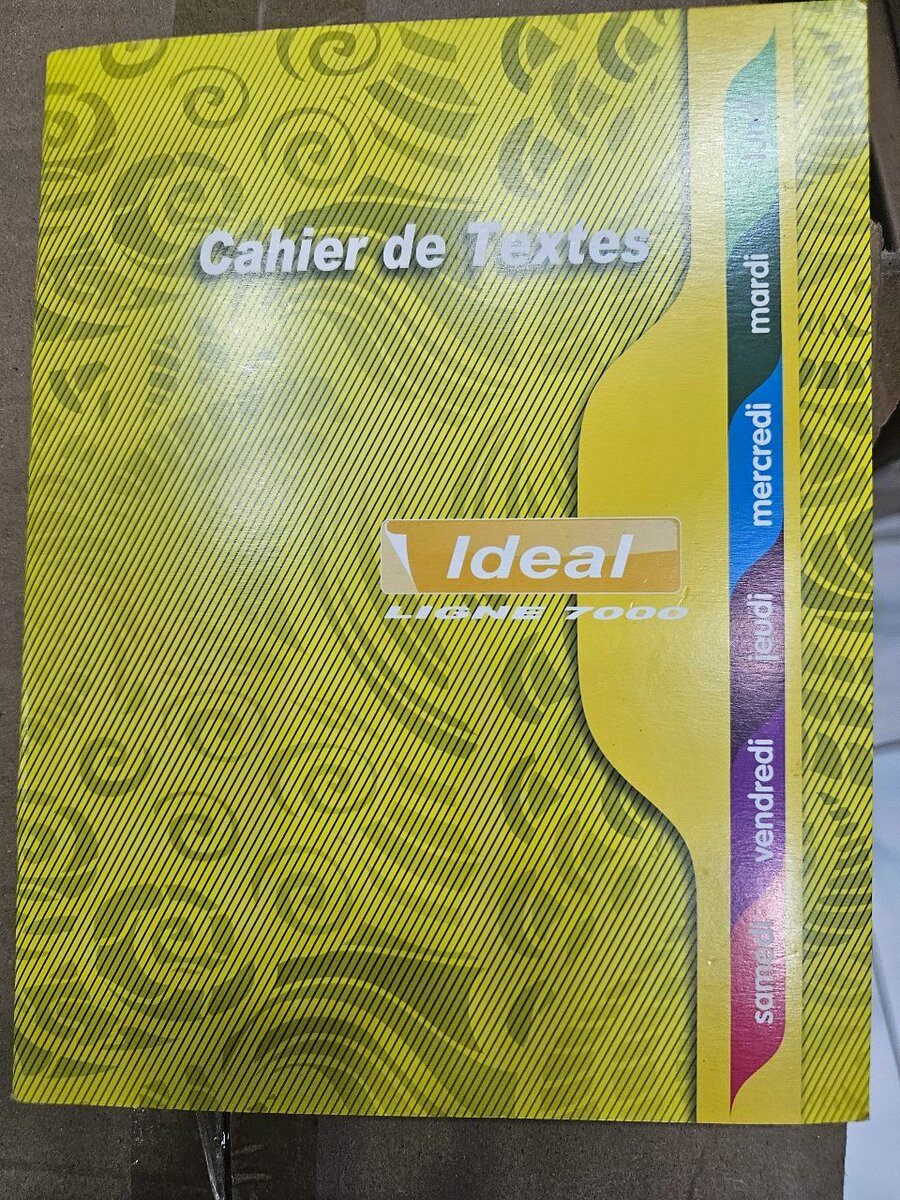 Cahier de Textes
Ideal
LIGNE 7000
lundi
mardi
mercredi
jeudi
vendredi
samedi